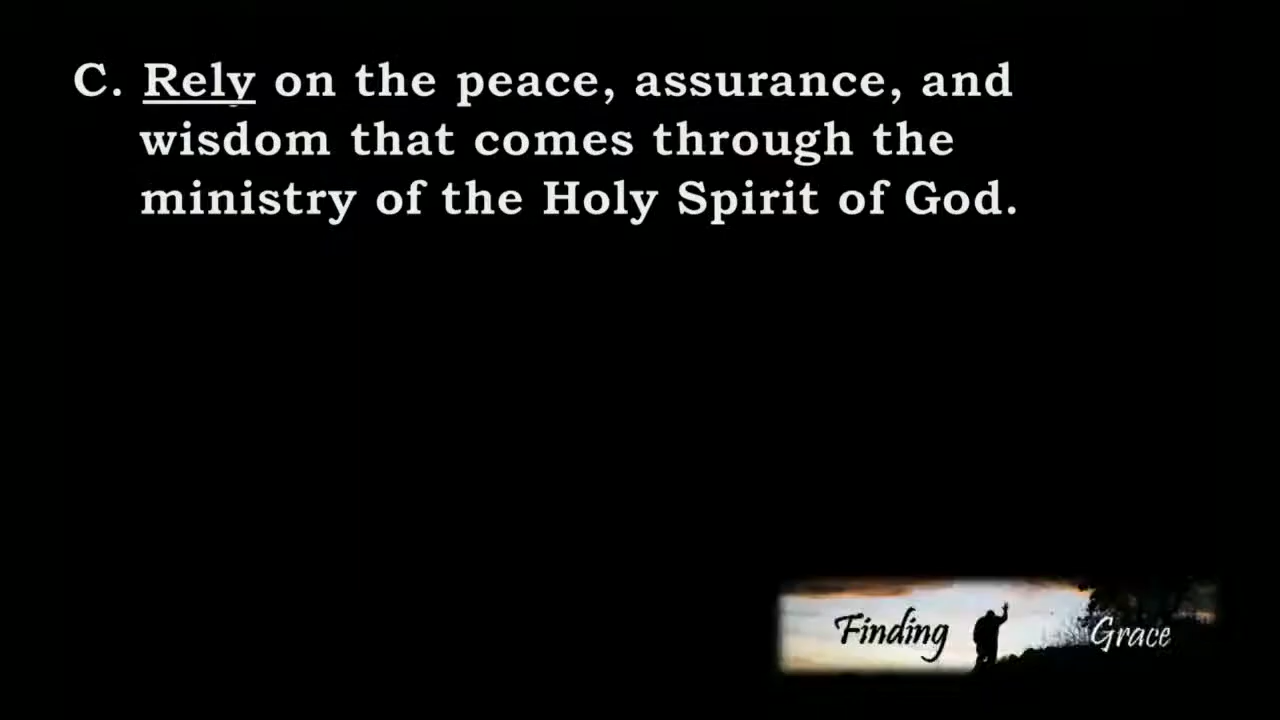 C. Rely on the peace, assurance, and
wisdom that comes through the
ministry of the Holy Spirit of God.
Finding Grace